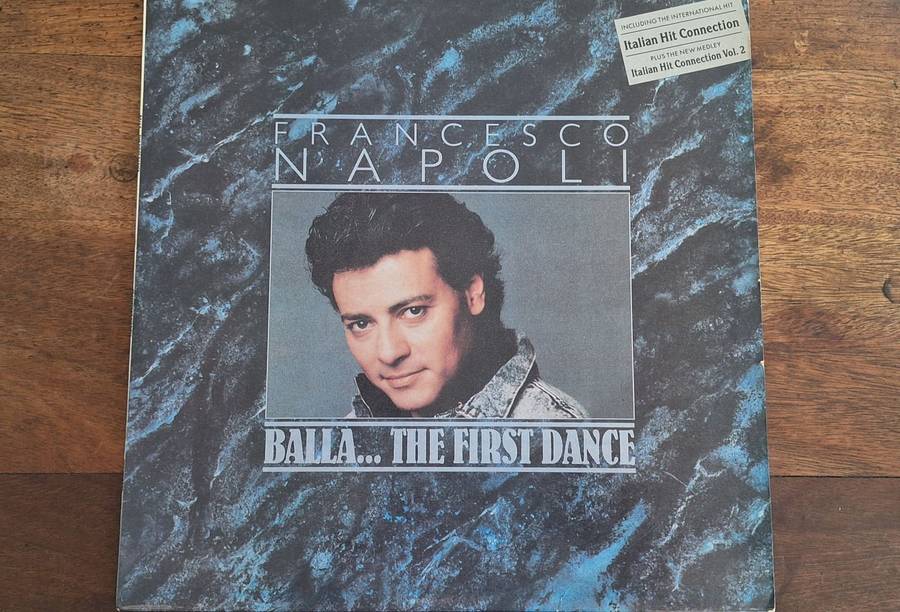 INCLUDING THE INTERNATIONAL HIT
Italian Hit Connection
PLUS THE NEW MEDLEY
Italian Hit Connection Vol. 2
FRANCESCO
NAPOLI
BALLA... THE FIRST DANCE